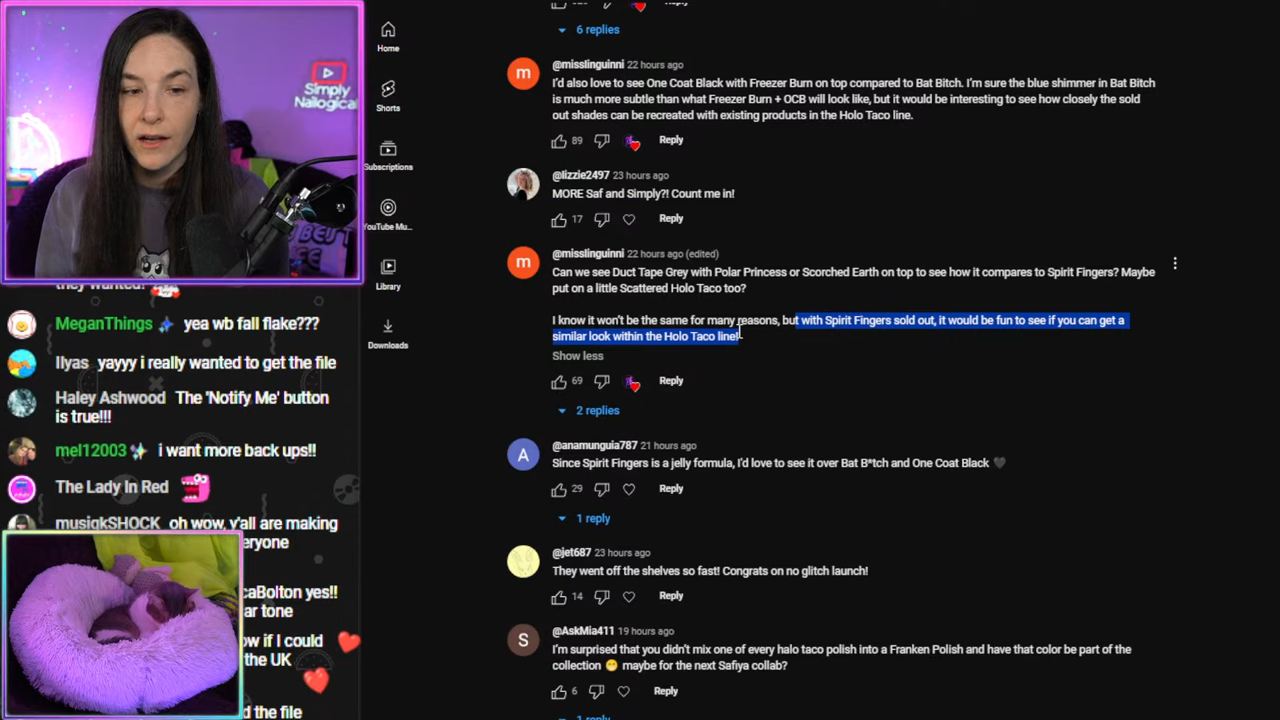 Simply
Nailogical
they wanted!
MeganThings yea wb fall flake???
Ilyas yayyy i really wanted to get the file
Haley Ashwood The 'Notify Me' button
is true!!!
mel12003 i want more back ups!!
The Lady In Red
musiqkSHOCK oh wow, y'all are making
eryone
caBolton yes!!
ar tone
ow if I could
the UK
d the file
Home
Shorts
Subscriptions
YouTube Mu...
Library
Downloads
Reply
6 replies
@misslinguinni 22 hours ago
I'd also love to see One Coat Black with Freezer Burn on top compared to Bat Bitch. I'm sure the blue shimmer in Bat Bitch
is much more subtle than what Freezer Burn + OCB will look like, but it would be interesting to see how closely the sold
out shades can be recreated with existing products in the Holo Taco line.
89 Reply
@lizzie2497 23 hours ago
MORE Saf and Simply?! Count me in!
17 Reply
@misslinguinni 22 hours ago (edited)
Can we see Duct Tape Grey with Polar Princess or Scorched Earth on top to see how it compares to Spirit Fingers? Maybe
put on a little Scattered Holo Taco too?
I know it won't be the same for many reasons, but with Spirit Fingers sold out, it would be fun to see if you can get a
similar look within the Holo Taco line!
Show less
69 Reply
2 replies
A
@anamunguia787 21 hours ago
Since Spirit Fingers is a jelly formula, I'd love to see it over Bat B*tch and One Coat Black
29 Reply
1 reply
@jet687 23 hours ago
They went off the shelves so fast! Congrats on no glitch launch!
14 Reply
S
@AskMia411 19 hours ago
I'm surprised that you didn't mix one of every halo taco polish into a Franken Polish and have that color be part of the
collection 😁 maybe for the next Safiya collab?
6 Reply
1 reply